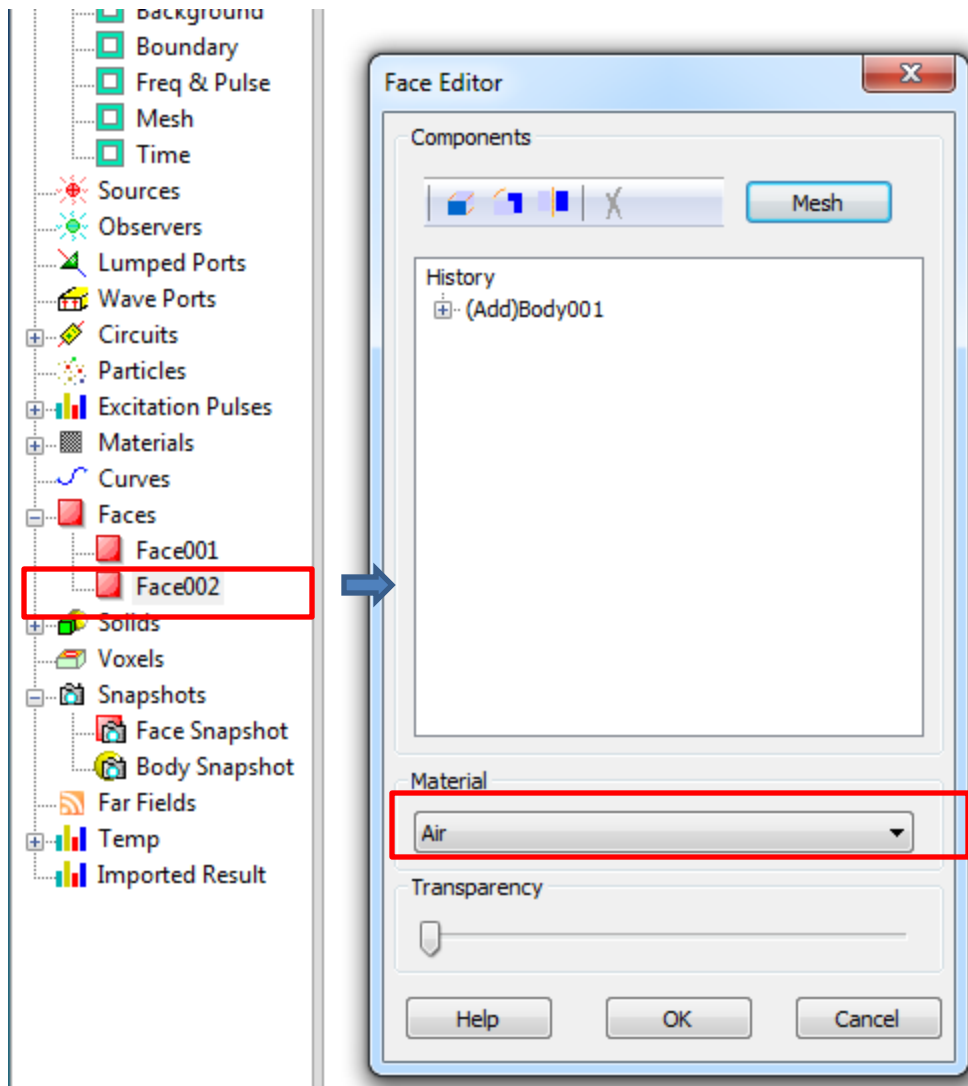 Background
Boundary
Freq & Pulse
Mesh
Time
Sources
Observers
Lumped Ports
Wave Ports
Circuits
Particles
Excitation Pulses
Materials
Curves
Faces
Face001
Face002
Solids
Voxels
Snapshots
Face Snapshot
Body Snapshot
Far Fields
Temp
Imported Result
Face Editor
Components
Mesh
History
(Add)Body001
Material
Air
Transparency
Help
OK
Cancel